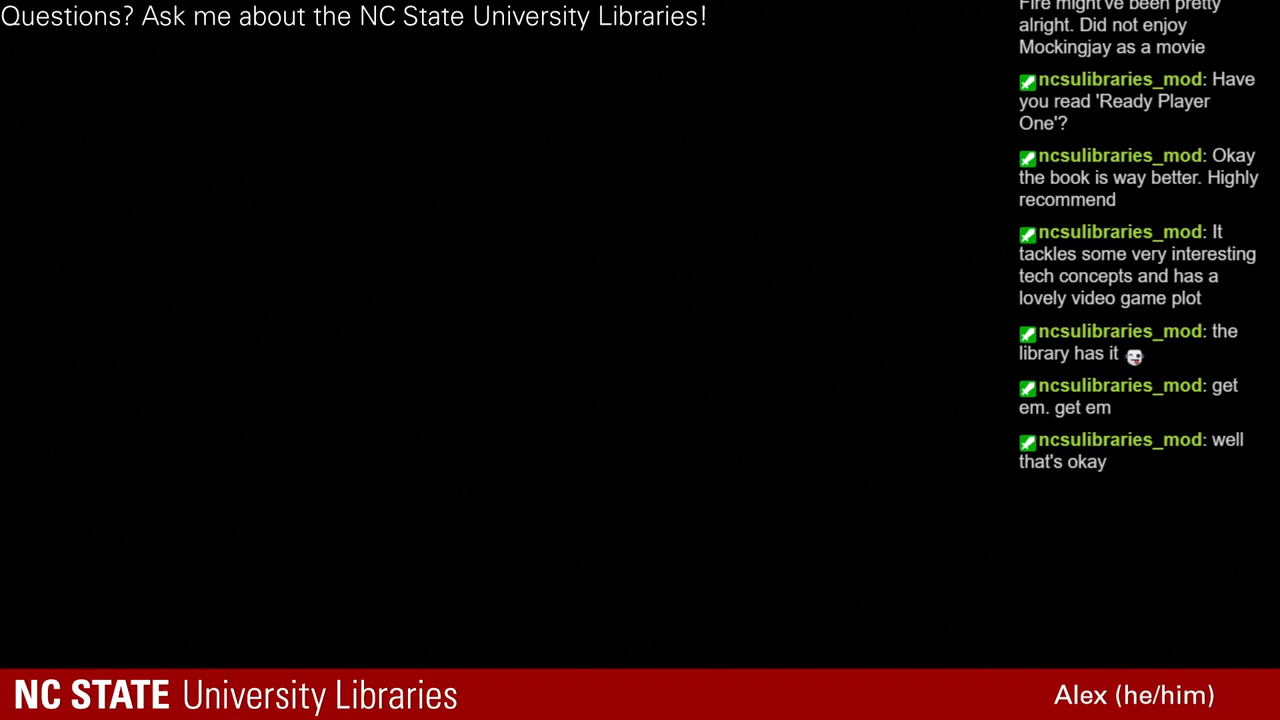 Questions? Ask me about the NC State University Libraries!
Fire might've been pretty
alright. Did not enjoy
Mockingjay as a movie
ncsulibraries_mod: Have
you read 'Ready Player
One'?
ncsulibraries_mod: Okay
the book is way better. Highly
recommend
ncsulibraries_mod: It
tackles some very interesting
tech concepts and has a
lovely video game plot
ncsulibraries_mod: the
library has it
ncsulibraries_mod: get
em. get em
ncsulibraries_mod: well
that's okay
NC STATE University Libraries
Alex (he/him)